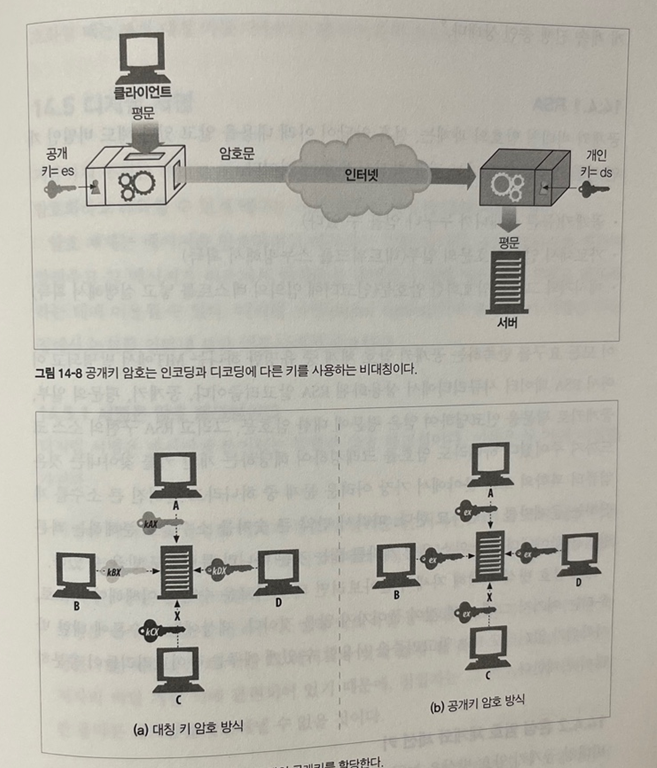 클라이언트
평문
공개
키= es
암호문
인터넷
개인
키= ds
평문
서버
그림 14-8 공개키 암호는 인코딩과 디코딩에 다른 키를 사용하는 비대칭이다.
A
kAX
B
kBX
kDX
D
X
kCX
C
(a) 대칭 키 암호 방식
A
ex
B
ex
ex
D
X
ex
C
(b) 공개키 암호 방식
공개키를 할당한다.